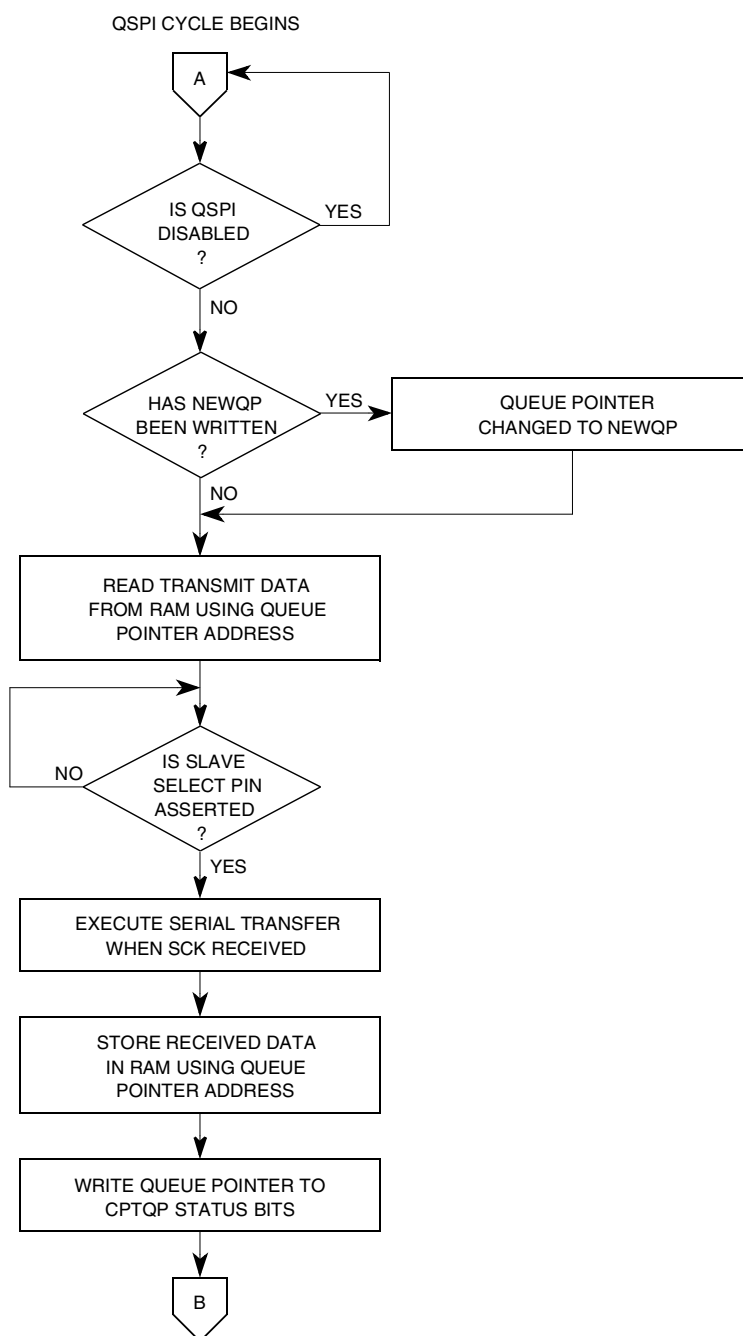 QSPI CYCLE BEGINS
A
IS QSPI
DISABLED
?
YES
NO
HAS NEWQP
BEEN WRITTEN
?
YES
QUEUE POINTER
CHANGED TO NEWQP
NO
READ TRANSMIT DATA
FROM RAM USING QUEUE
POINTER ADDRESS
IS SLAVE
SELECT PIN
ASSERTED
?
NO
YES
EXECUTE SERIAL TRANSFER
WHEN SCK RECEIVED
STORE RECEIVED DATA
IN RAM USING QUEUE
POINTER ADDRESS
WRITE QUEUE POINTER TO
CPTQP STATUS BITS
B